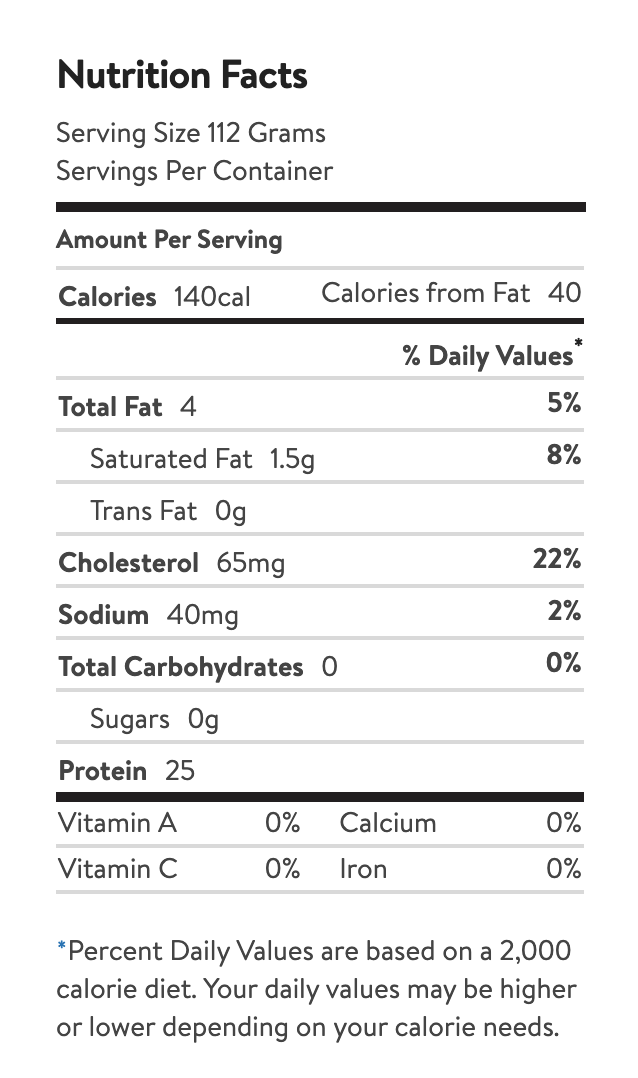 Nutrition Facts
Serving Size 112 Grams
Servings Per Container
Amount Per Serving
Calories 140cal Calories from Fat 40
% Daily Values*
Total Fat 4 5%
Saturated Fat 1.5g 8%
Trans Fat 0g
Cholesterol 65mg 22%
Sodium 40mg 2%
Total Carbohydrates 0 0%
Sugars 0g
Protein 25
Vitamin A 0% Calcium 0%
Vitamin C 0% Iron 0%
*Percent Daily Values are based on a 2,000
calorie diet. Your daily values may be higher
or lower depending on your calorie needs.